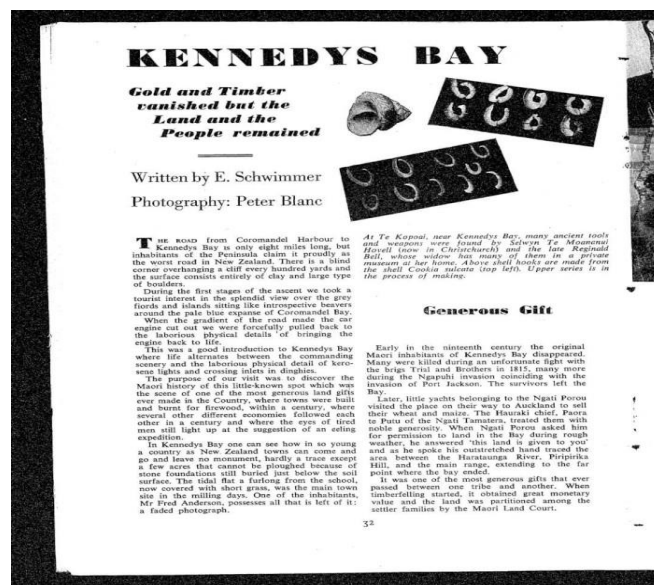 KENNEDYS BAY
Gold and Timber
vanished but the
Land and the
People remained
Written by E. Schwimmer
Photography: Peter Blanc
THE ROAD from Coromandel Harbour to
Kennedys Bay is only eight miles long, but
inhabitants of the Peninsula claim it proudly as
the worst road in New Zealand. There is a blind
corner overhanging a cliff every hundred yards and
the surface consists entirely of clay and large type
of boulders.
During the first stages of the ascent we took a
tourist interest in the splendid view over the grey
fiords and islands sitting like introspective beavers
around the pale blue expanse of Coromandel Bay.
When the gradient of the road made the car
engine cut out we were forcefully pulled back to
the laborious physical details of bringing the
engine back to life.
This was a good introduction to Kennedys Bay
where life alternates between the commanding
scenery and the laborious physical detail of kero-
sene lights and crossing inlets in dinghies.
The purpose of our visit was to discover the
Maori history of this little-known spot which was
the scene of one of the most generous land gifts
ever made in the Country, where towns were built
and burnt for firewood, within a century, where
several other different economies followed each
other in a century and where the eyes of tired
men still light up at the suggestion of an eeling
expedition.
In Kennedys Bay one can see how in so young
a country as New Zealand towns can come and
go and leave no monument, hardly a trace except
a few acres that cannot be ploughed because of
stone foundations still buried just below the soil
surface. The tidal flat a furlong from the school,
now covered with short grass, was the main town
site in the milling days. One of the inhabitants,
Mr Fred Anderson, possesses all that is left of it:
a faded photograph.
At Te Kopoai, near Kennedys Bay, many ancient tools
and weapons were found by Selwyn Te Moananui
Hovell (now in Christchurch) and the late Reginald
Bell, whose widow has many of them in a private
museum at her home. Above shell hooks are made from
the shell Cookia sulcata (top left). Upper series is in
the process of making.
Generous Gift
Early in the nineteenth century the original
Maori inhabitants of Kennedys Bay disappeared.
Many were killed during an unfortunate fight with
the brigs Trial and Brothers in 1815, many more
during the Ngapuhi invasion coinciding with the
invasion of Port Jackson. The survivors left the
Bay.
Later, little yachts belonging to the Ngati Porou
visited the place on their way to Auckland to sell
their wheat and maize. The Hauraki chief, Paora
te Putu of the Ngati Tamatera, treated them with
noble generosity. When Ngati Porou asked him
for permission to land in the Bay during rough
weather, he answered 'this land is given to you'
and as he spoke his outstretched hand traced the
area between the Harataunga River, Piripirika
Hill, and the main range, extending to the far
point where the bay ended.
It was one of the most generous gifts that ever
passed between one tribe and another. When
timberfelling started, it obtained great monetary
value and the land was partitioned among the
settler families by the Maori Land Court.
32